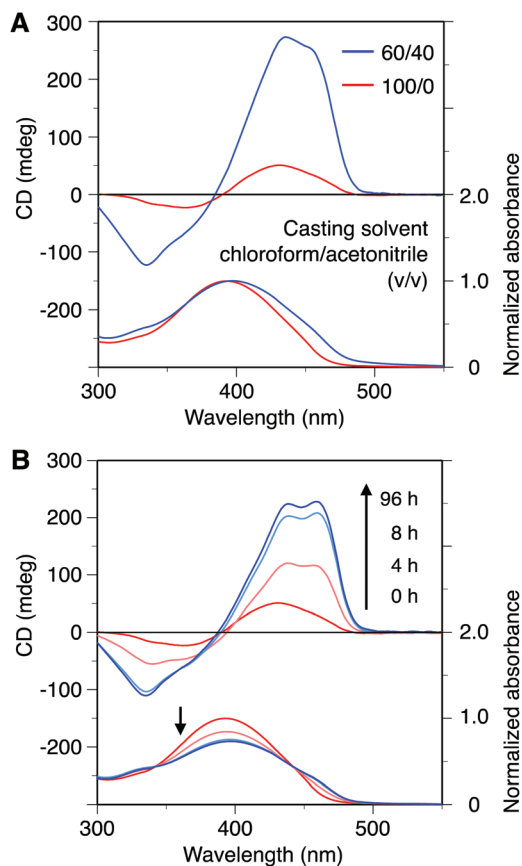 A
300
200
100
0
-100
-200
CD (mdeg)
60/40
100/0
Casting solvent
chloroform/acetonitrile
(v/v)
2.0
1.0
0
Normalized absorbance
300
400
500
Wavelength (nm)
B
300
200
100
0
-100
-200
CD (mdeg)
96 h
8 h
4 h
0 h
2.0
1.0
0
Normalized absorbance
300
400
500
Wavelength (nm)